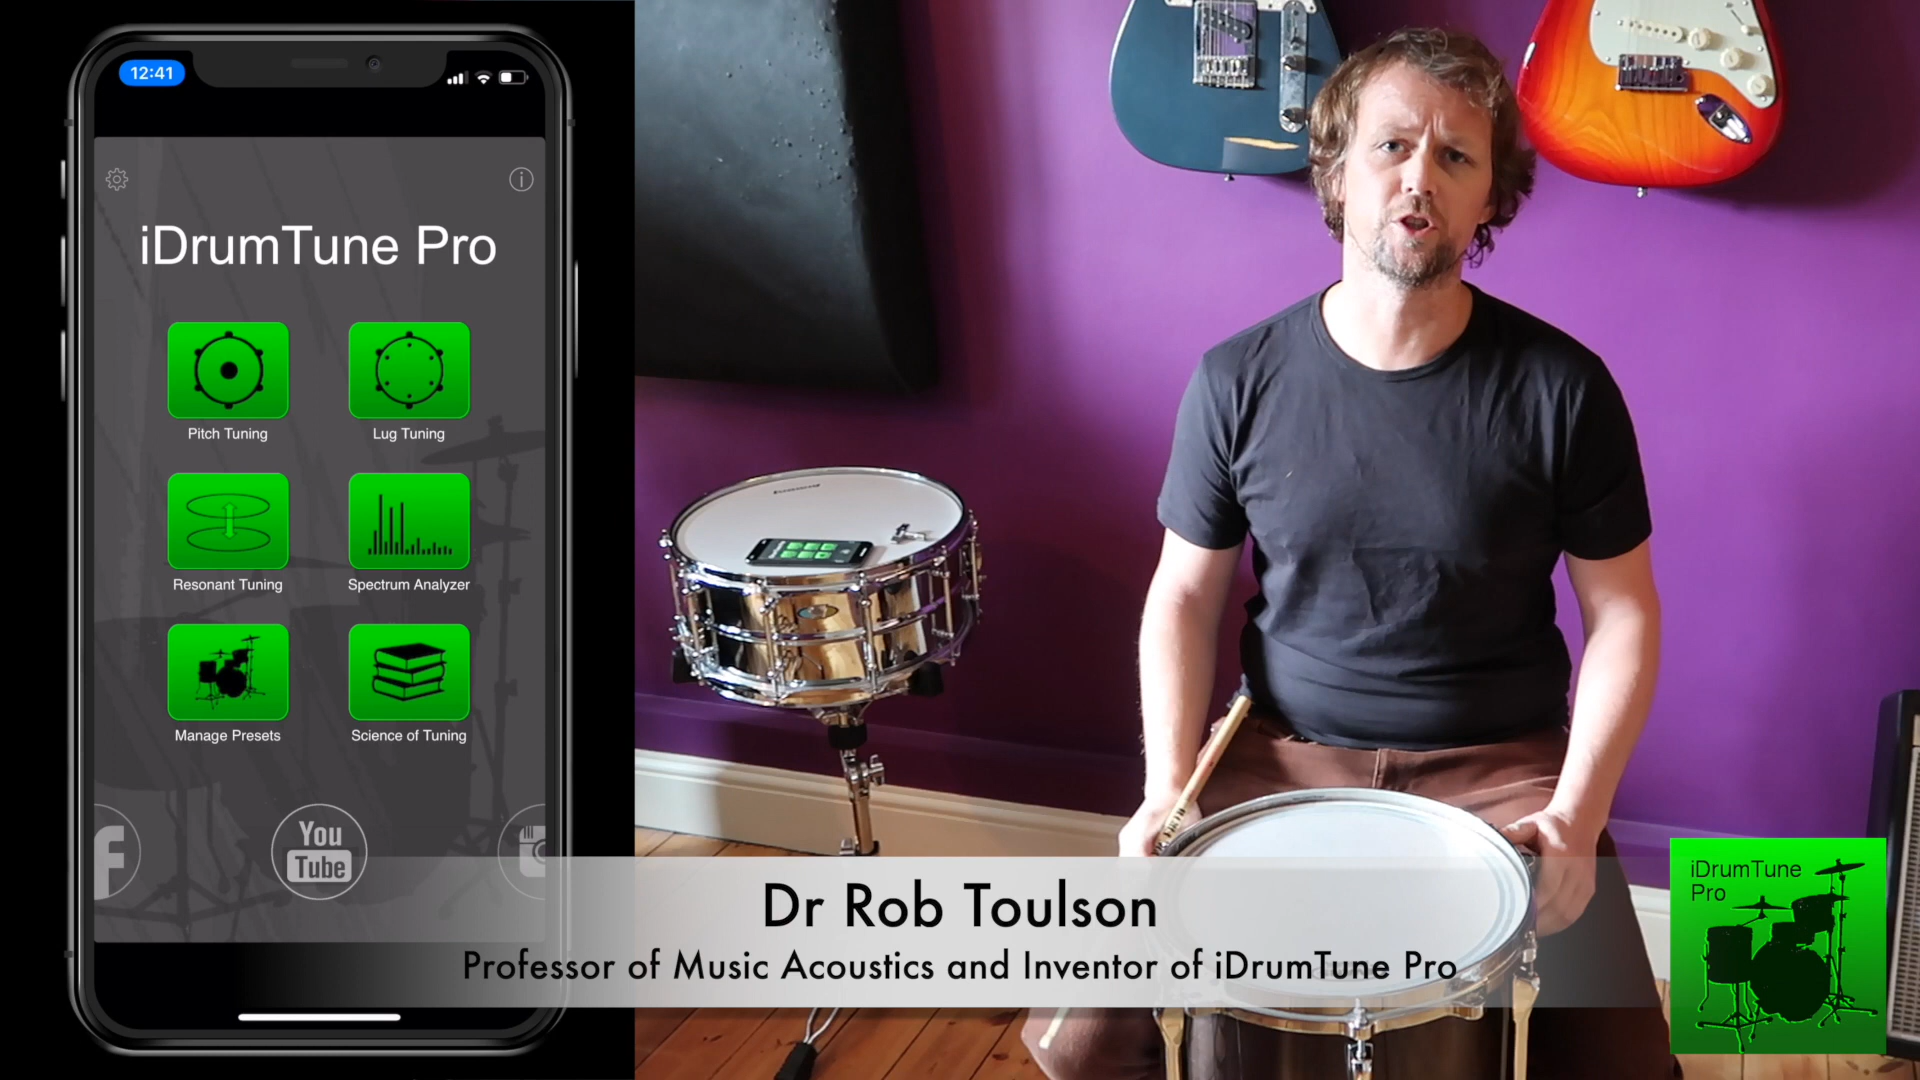 12:41
iDrumTune Pro
Pitch Tuning
Lug Tuning
Resonant Tuning
Spectrum Analyzer
Manage Presets
Science of Tuning
You
Tube
Dr Rob Toulson
Professor of Music Acoustics and Inventor of iDrumTune Pro
iDrumTune
Pro